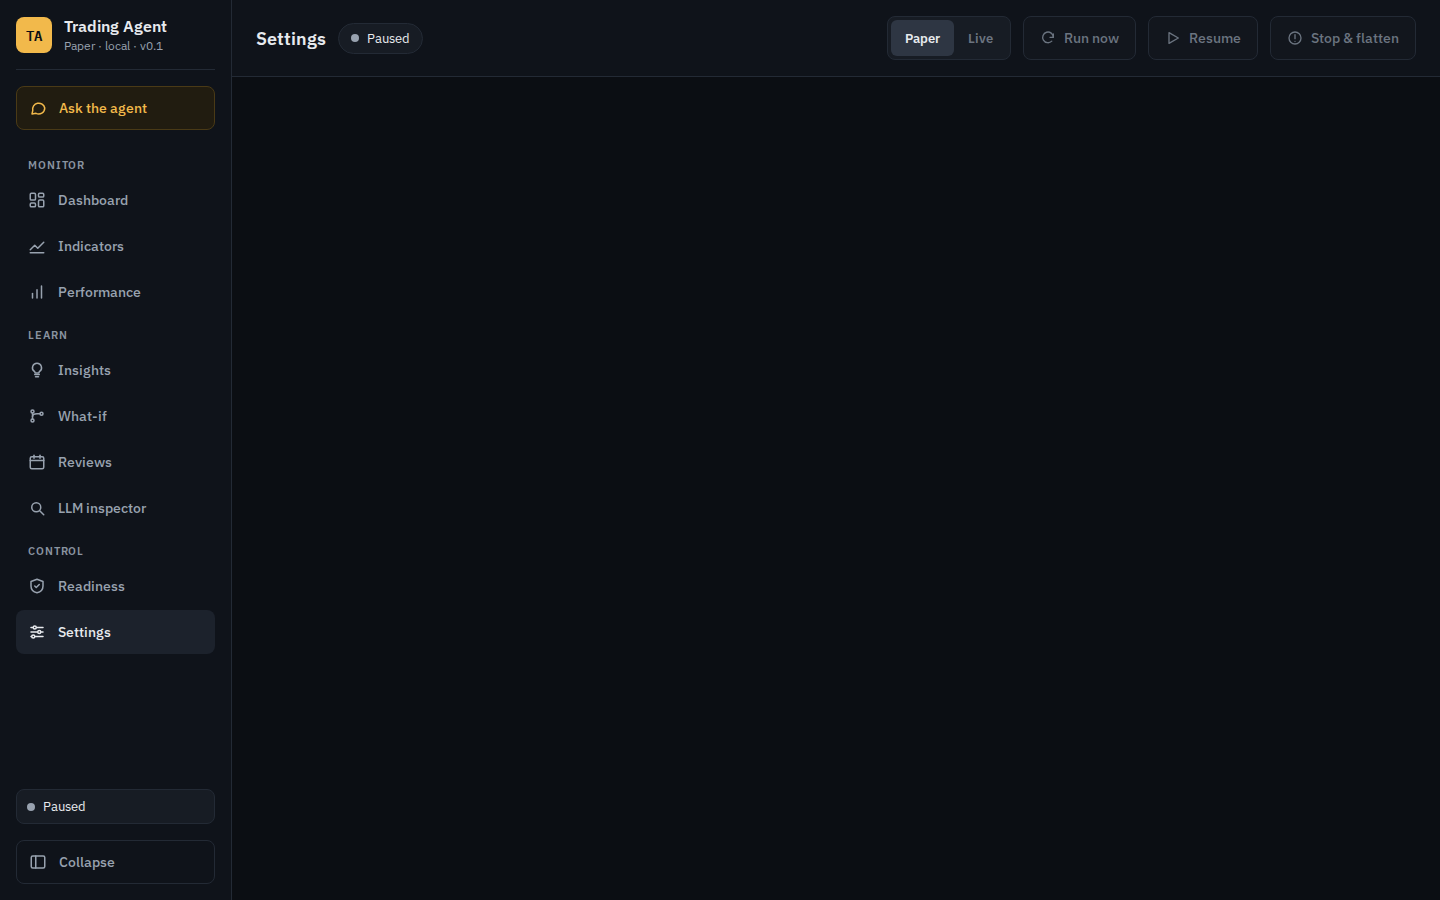 TA
Trading Agent
Paper · local · v0.1
Ask the agent
MONITOR
Dashboard
Indicators
Performance
LEARN
Insights
What-if
Reviews
LLM inspector
CONTROL
Readiness
Settings
Paused
Collapse
Settings
Paused
Paper
Live
Run now
Resume
Stop & flatten